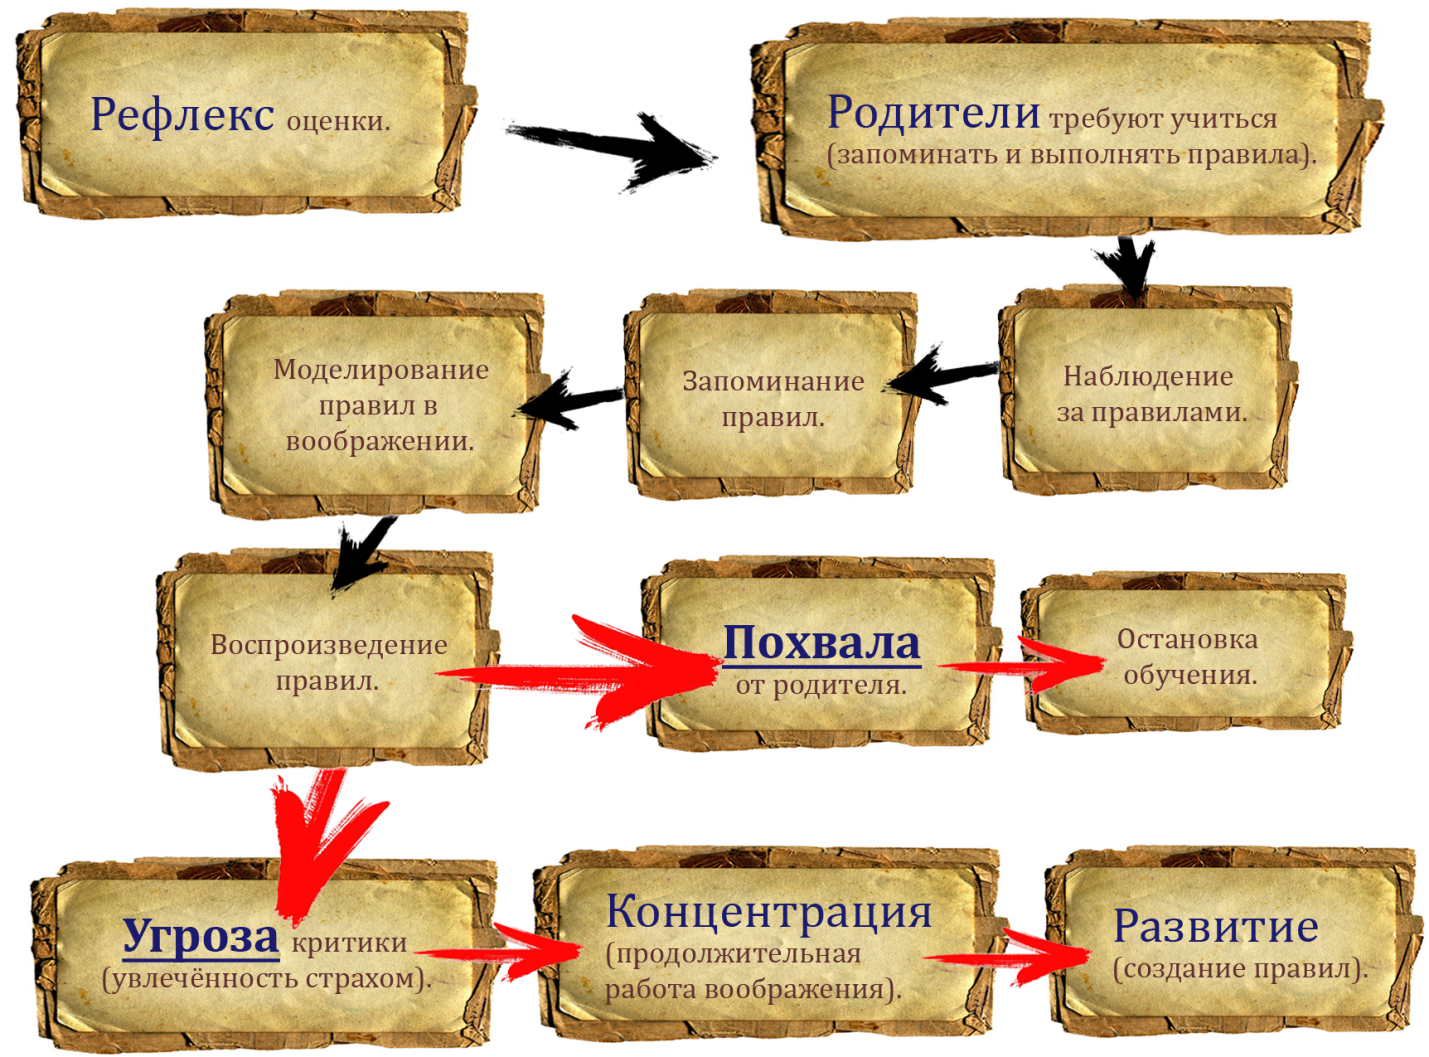 Рефлекс оценки.
Родители требуют учиться
(запоминать и выполнять правила).
Наблюдение
за правилами.
Запоминание
правил.
Моделирование
правил в
воображении.
Воспроизведение
правил.
Похвала
от родителя.
Остановка
обучения.
Угроза критики
(увлечённость страхом).
Концентрация
(продолжительная
работа воображения).
Развитие
(создание правил).